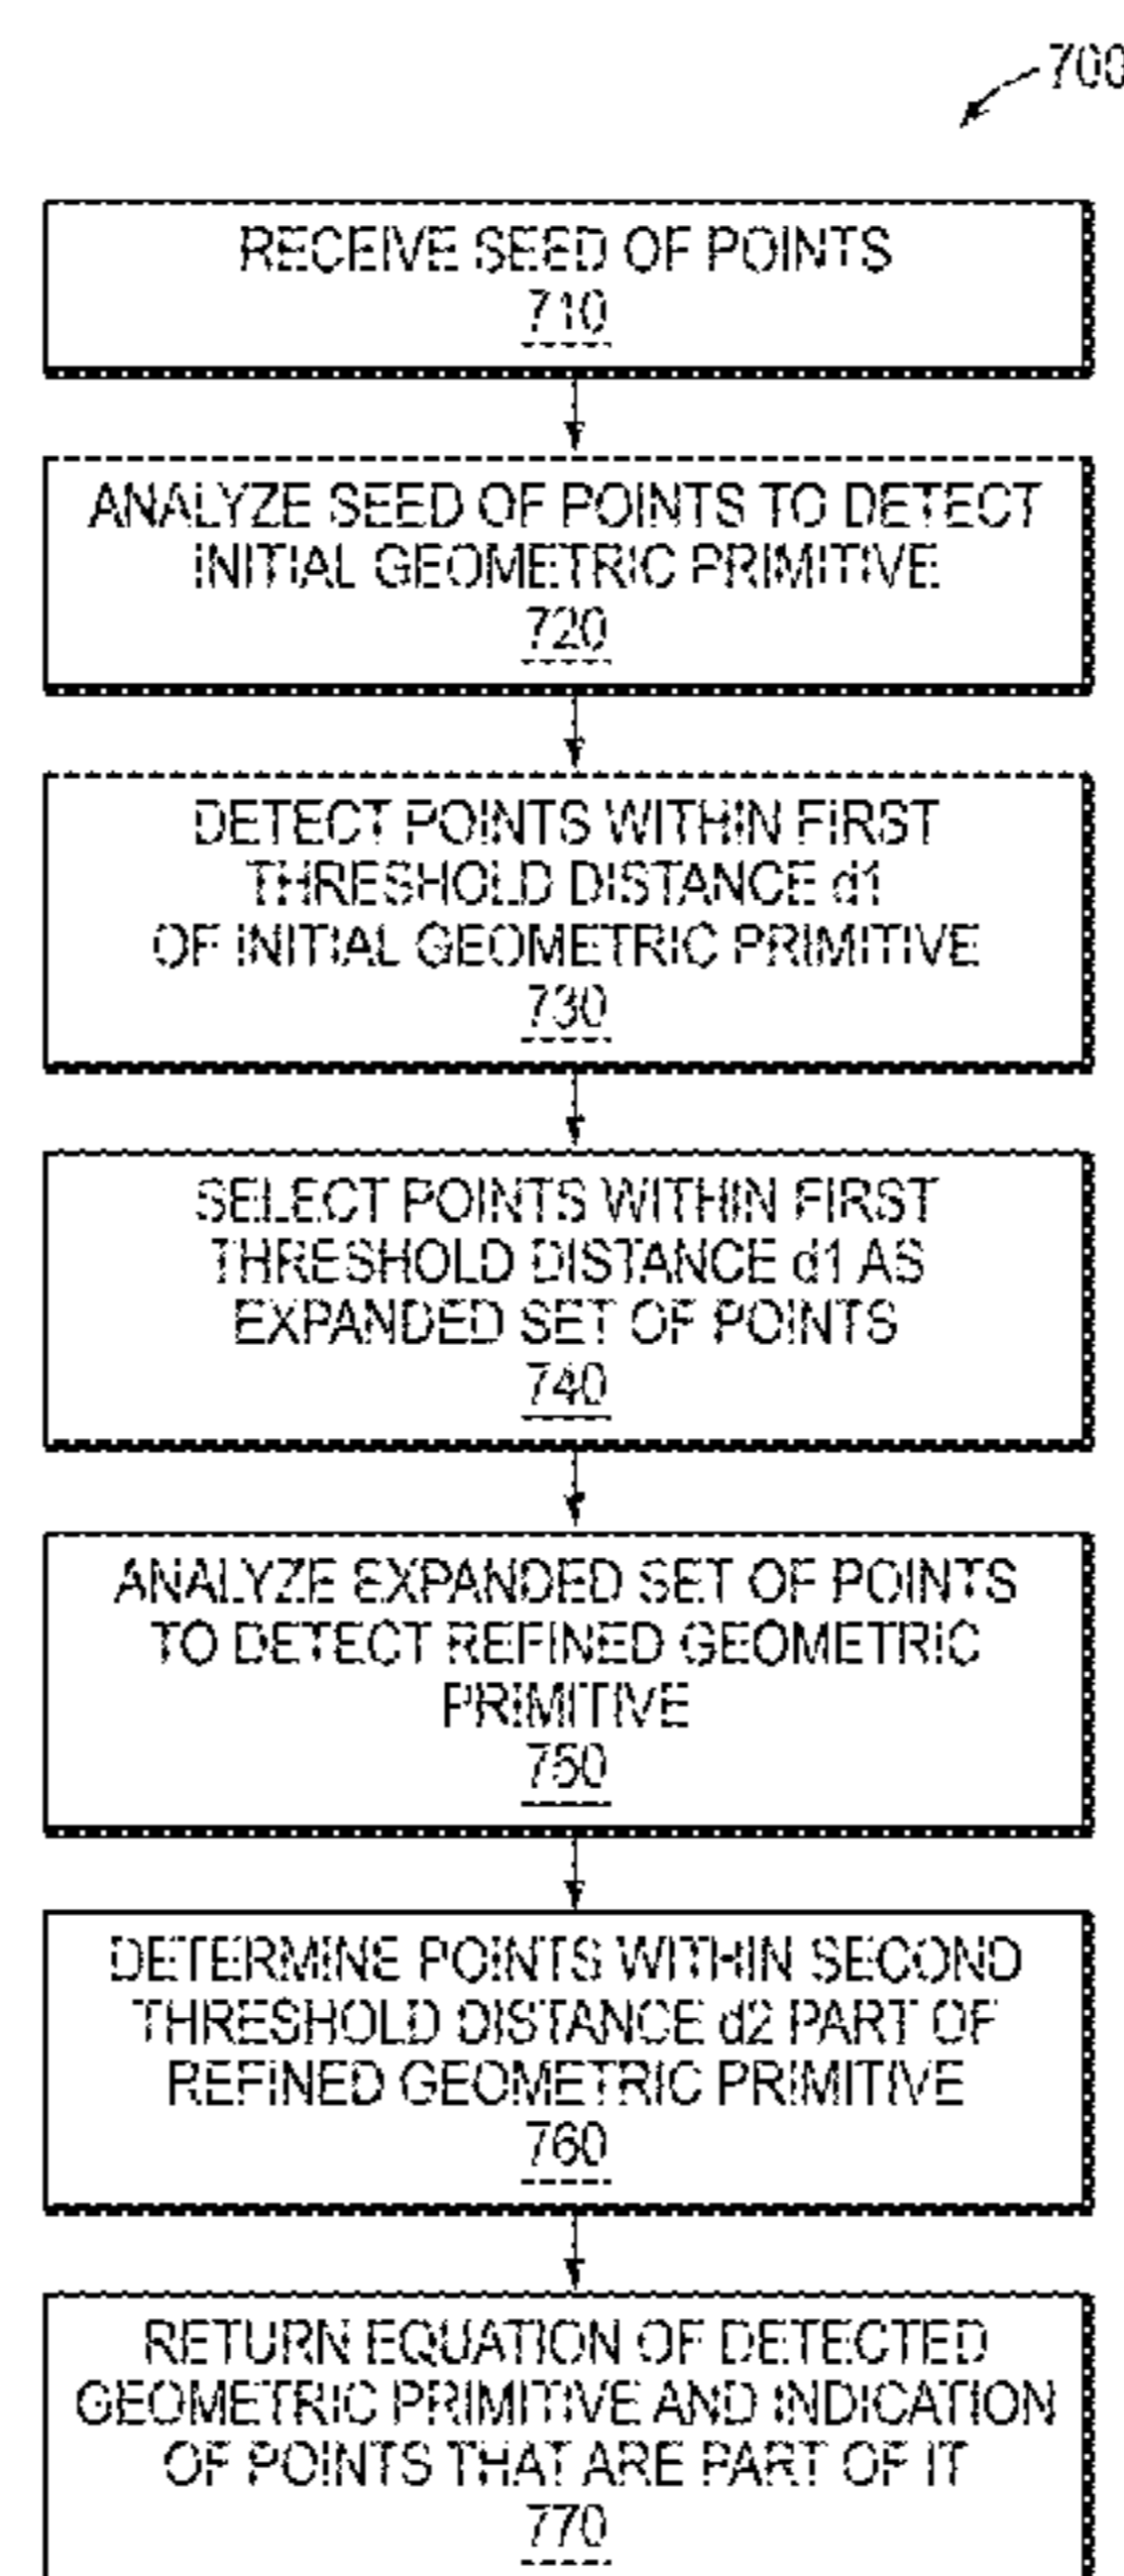 700
RECEIVE SEED OF POINTS
710
ANALYZE SEED OF POINTS TO DETECT
INITIAL GEOMETRIC PRIMITIVE
720
DETECT POINTS WITHIN FIRST
THRESHOLD DISTANCE d1
OF INITIAL GEOMETRIC PRIMITIVE
730
SELECT POINTS WITHIN FIRST
THRESHOLD DISTANCE d1 AS
EXPANDED SET OF POINTS
740
ANALYZE EXPANDED SET OF POINTS
TO DETECT REFINED GEOMETRIC
PRIMITIVE
750
DETERMINE POINTS WITHIN SECOND
THRESHOLD DISTANCE d2 PART OF
REFINED GEOMETRIC PRIMITIVE
760
RETURN EQUATION OF DETECTED
GEOMETRIC PRIMITIVE AND INDICATION
OF POINTS THAT ARE PART OF IT
770